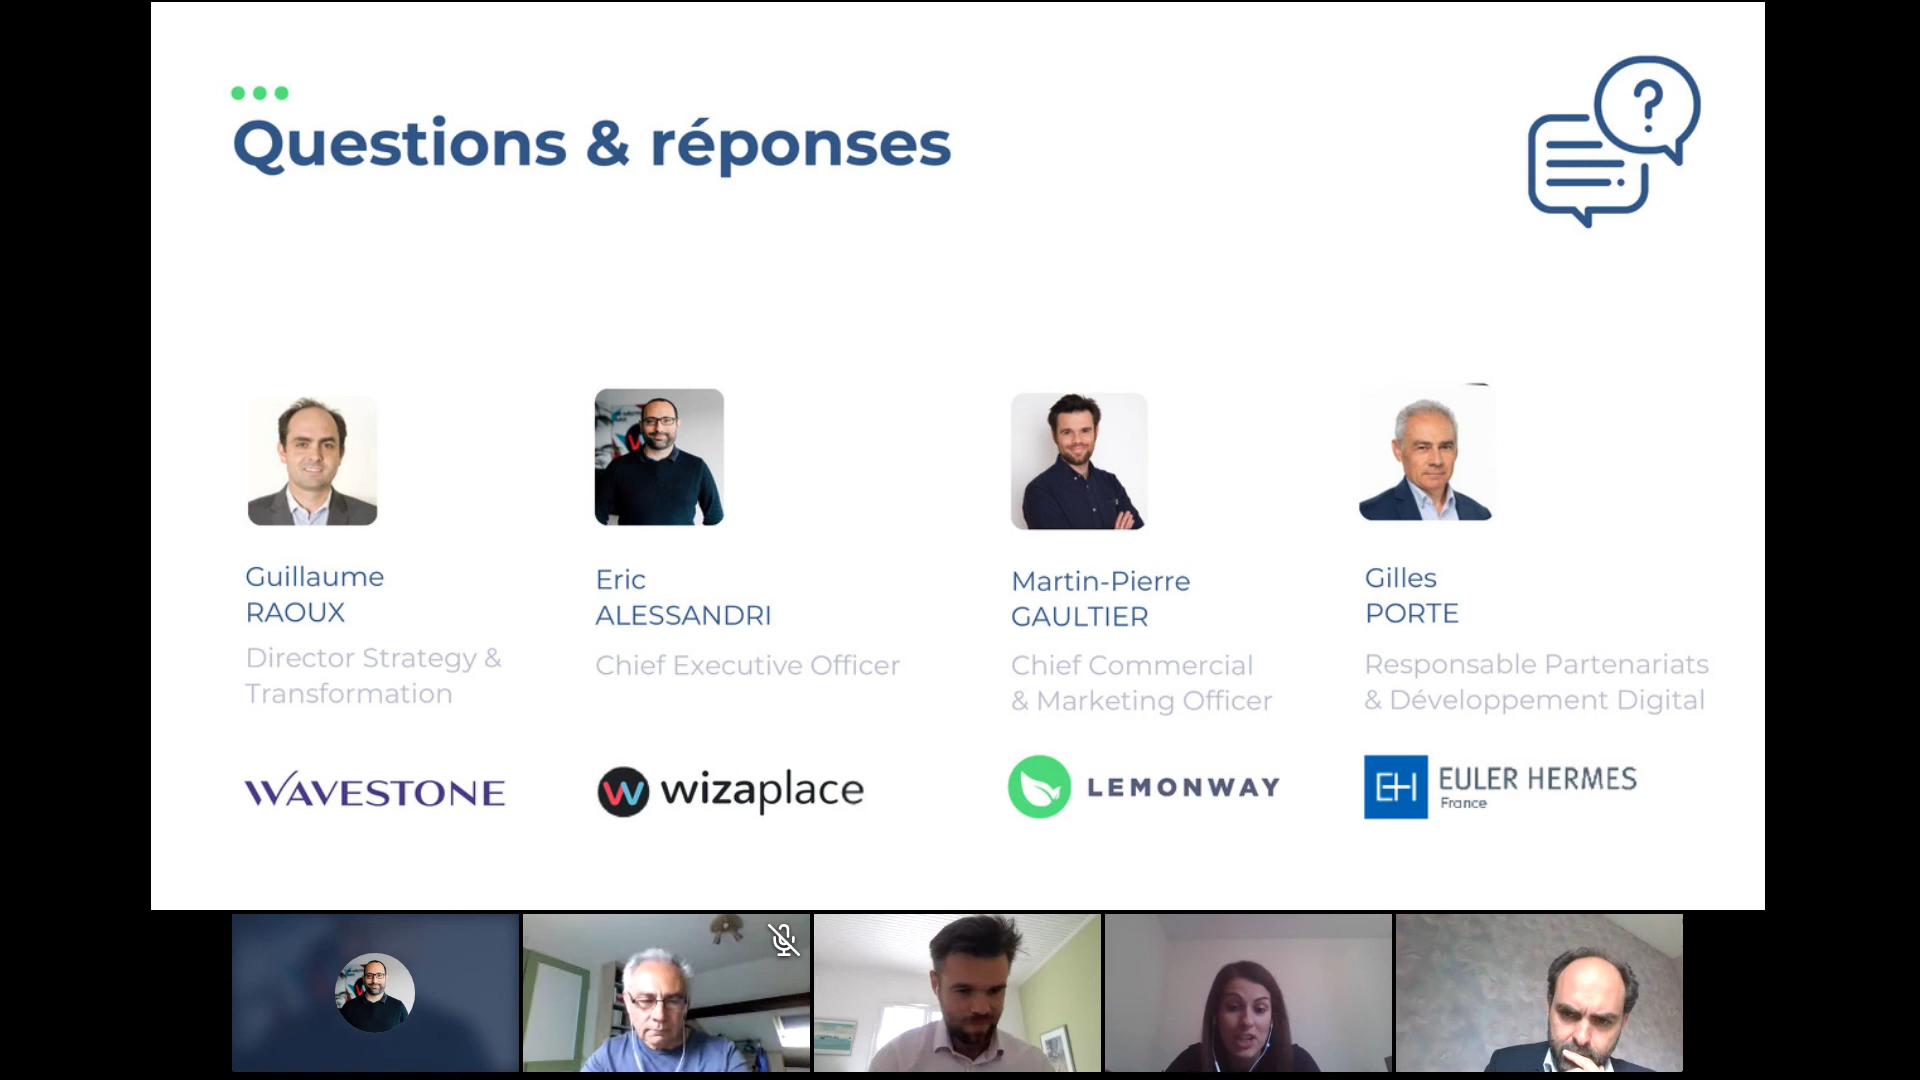 Questions & réponses
?
Guillaume
RAOUX
Director Strategy &
Transformation
WAVESTONE
Eric
ALESSANDRI
Chief Executive Officer
wizaplace
Martin-Pierre
GAULTIER
Chief Commercial
& Marketing Officer
LEMONWAY
Gilles
PORTE
Responsable Partenariats
& Développement Digital
EH EULER HERMES
France